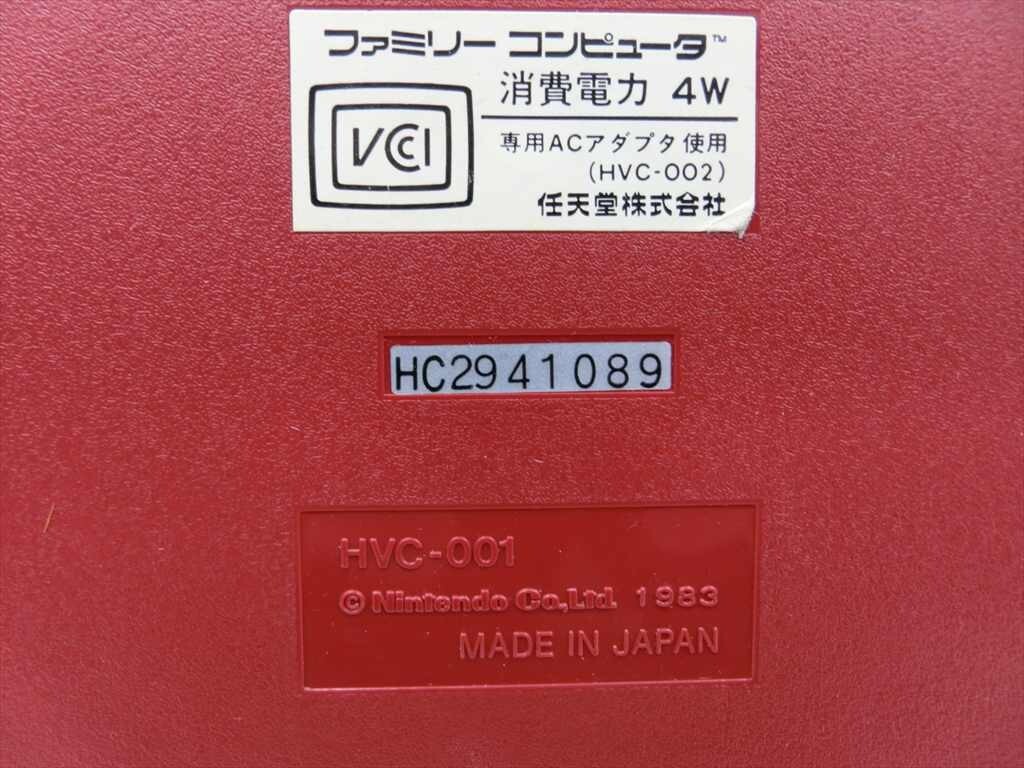 ファミリー コンピュータ™
VCCI
消費電力 4W
専用ACアダプタ使用
(HVC-002)
任天堂株式会社
HC2941089
HVC-001
© Nintendo Co.,Ltd. 1983
MADE IN JAPAN